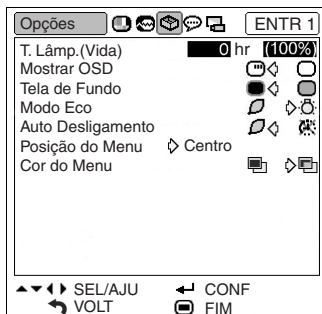 Opções ENTR 1
T. Lâmp.(Vida) 0 hr (100%)
Mostrar OSD
Tela de Fundo
Modo Eco
Auto Desligamento
Posição do Menu Centro
Cor do Menu
SEL/AJU CONF
VOLT FIM